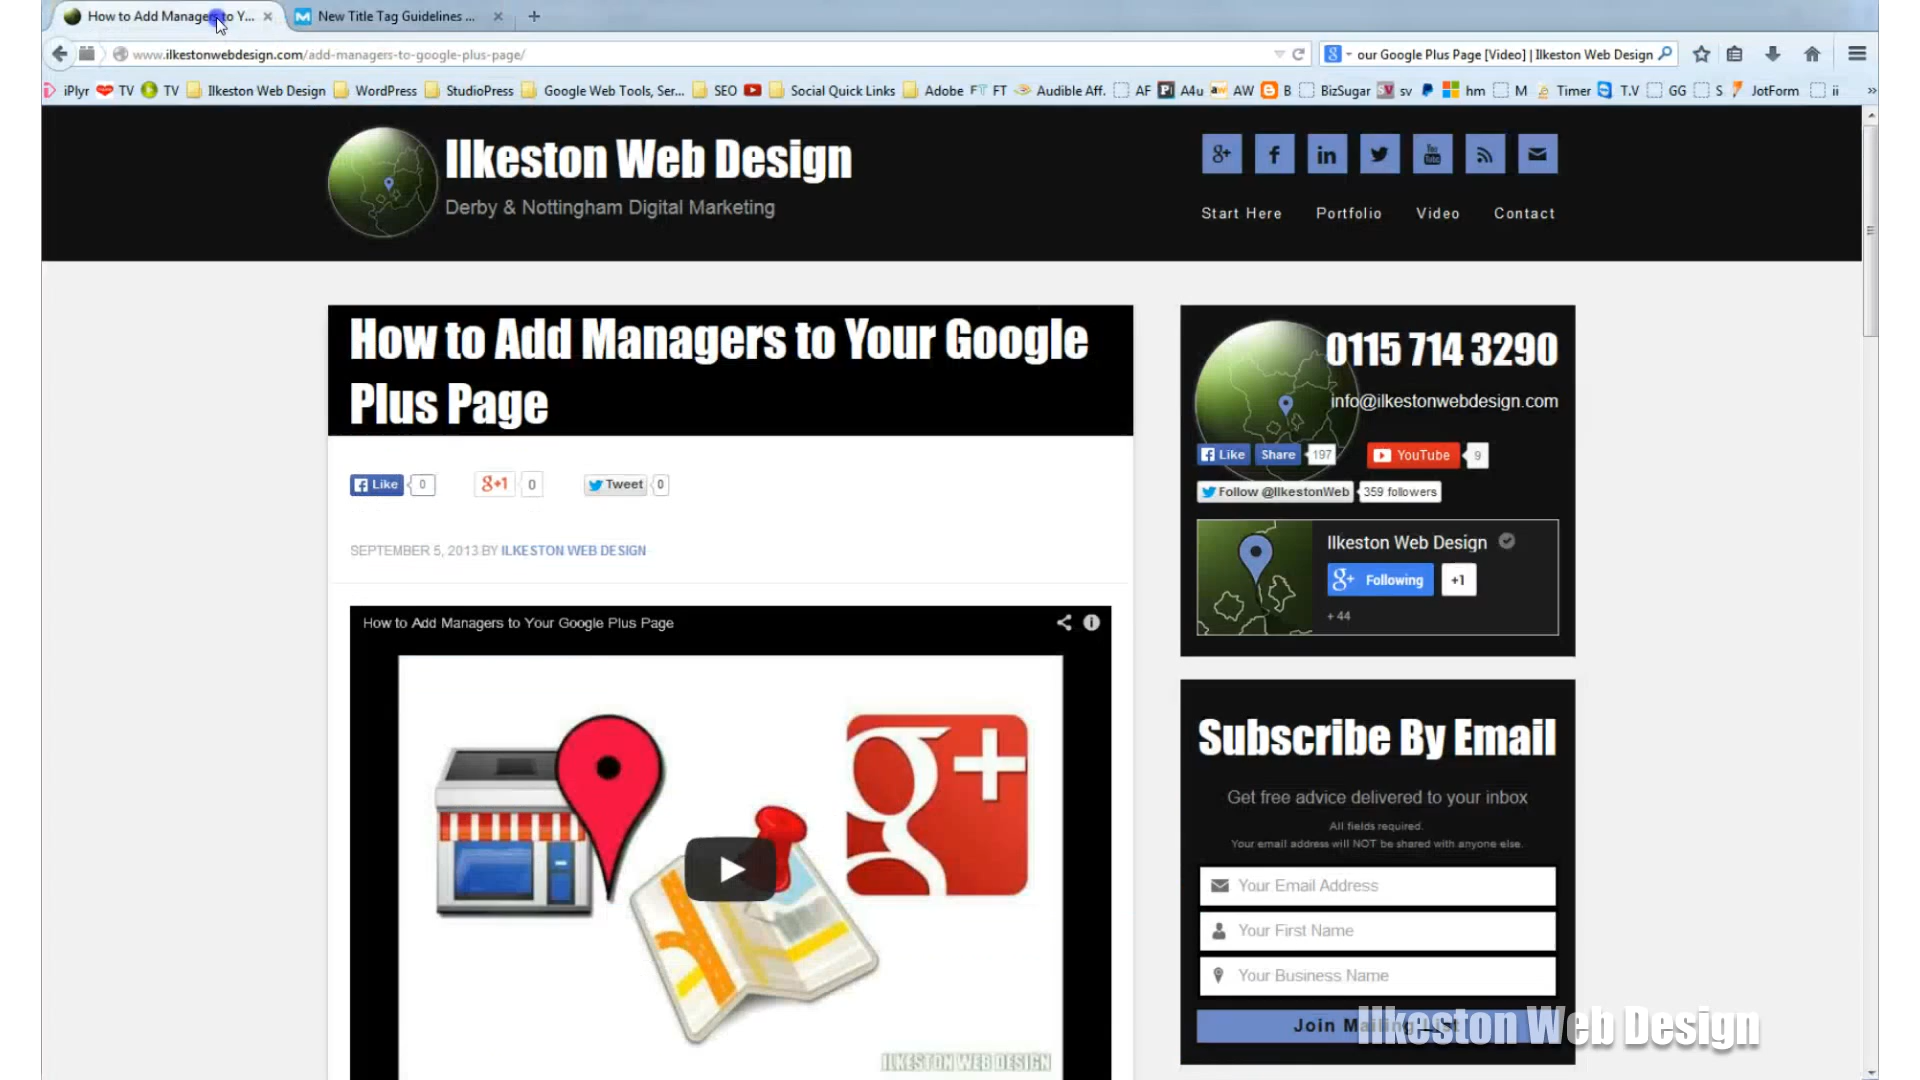 How to Add Managers to Y...
New Title Tag Guidelines ...
www.ilkestonwebdesign.com/add-managers-to-google-plus-page/
our Google Plus Page [Video] | Ilkeston Web Design
iPlyr TV TV Ilkeston Web Design WordPress StudioPress Google Web Tools, Ser... SEO Social Quick Links Adobe FT Audible Aff. AF A4u AW B BizSugar sv hm M Timer T.V GG S JotForm ii »
Ilkeston Web Design
Derby & Nottingham Digital Marketing
Start Here Portfolio Video Contact
How to Add Managers to Your Google
Plus Page
Like 0 g+1 0 Tweet 0
SEPTEMBER 5, 2013 BY ILKESTON WEB DESIGN
How to Add Managers to Your Google Plus Page
ILKESTON WEB DESIGN
0115 714 3290
info@ilkestonwebdesign.com
Like Share 197 YouTube 9
Follow @IlkestonWeb 359 followers
Ilkeston Web Design
g+ Following +1
+ 44
Subscribe By Email
Get free advice delivered to your inbox
All fields required.
Your email address will NOT be shared with anyone else.
Your Email Address
Your First Name
Your Business Name
Join Mailing List
Ilkeston Web Design